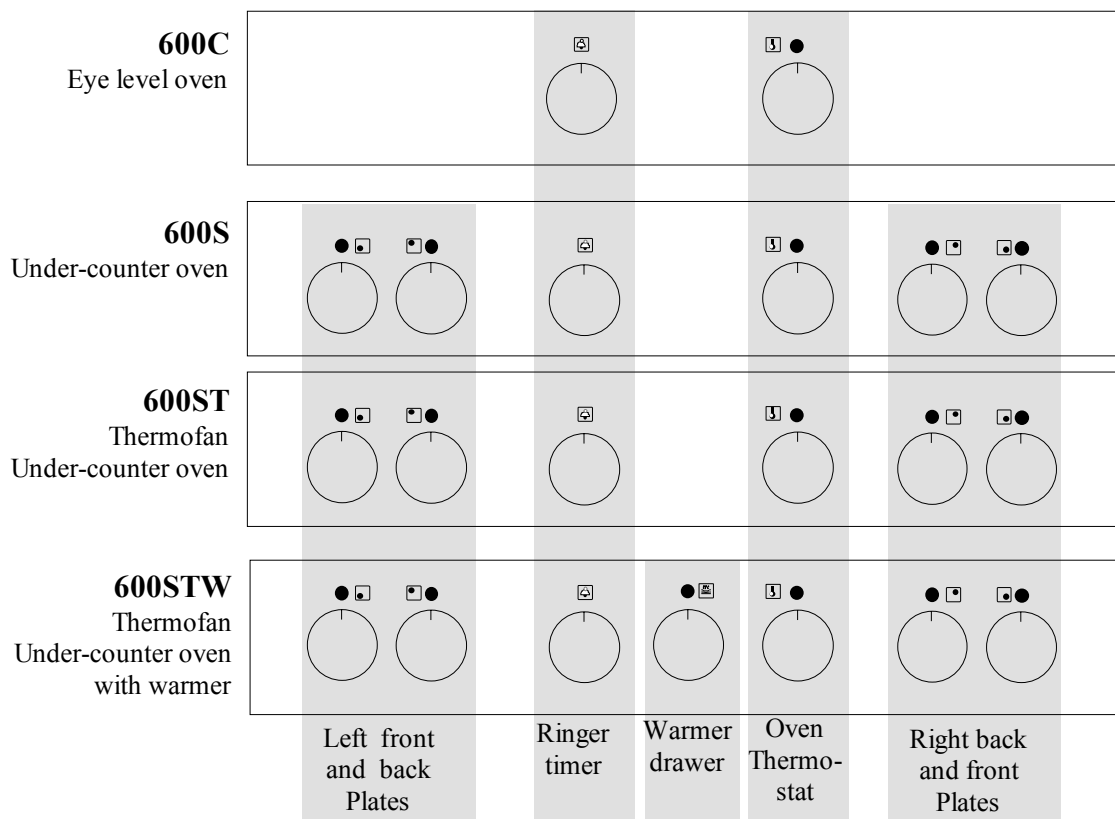 600C
Eye level oven
600S
Under-counter oven
600ST
Thermofan
Under-counter oven
600STW
Thermofan
Under-counter oven
with warmer
Left front
and back
Plates
Ringer
timer
Warmer
drawer
Oven
Thermo-
stat
Right back
and front
Plates